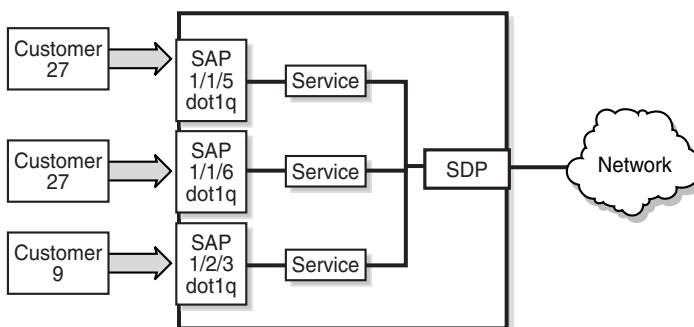 Customer
27
SAP
1/1/5
dot1q
Service
Customer
27
SAP
1/1/6
dot1q
Service
SDP
Network
Customer
9
SAP
1/2/3
dot1q
Service